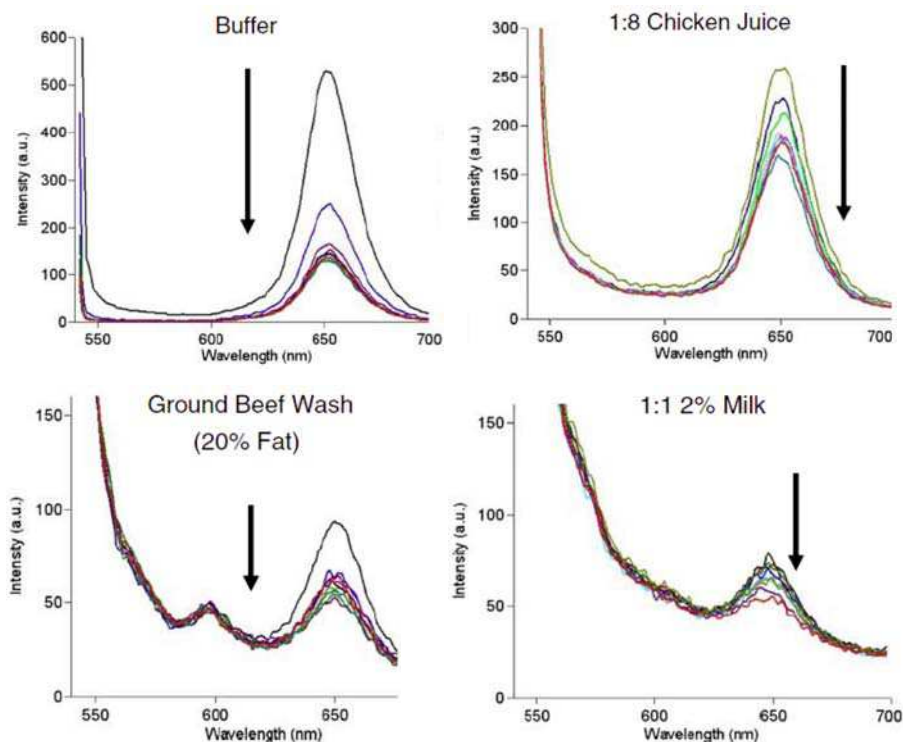 Buffer
600
500
400
300
200
100
0
Intensity (a.u.)
550
600
650
700
Wavelength (nm)
1:8 Chicken Juice
300
250
200
150
100
50
0
Intensity (a.u.)
550
600
650
700
Wavelength (nm)
Ground Beef Wash
(20% Fat)
150
100
50
0
Intensity (a.u.)
550
600
650
Wavelength (nm)
1:1 2% Milk
150
100
50
0
Intensity (a.u.)
550
600
650
700
Wavelength (nm)